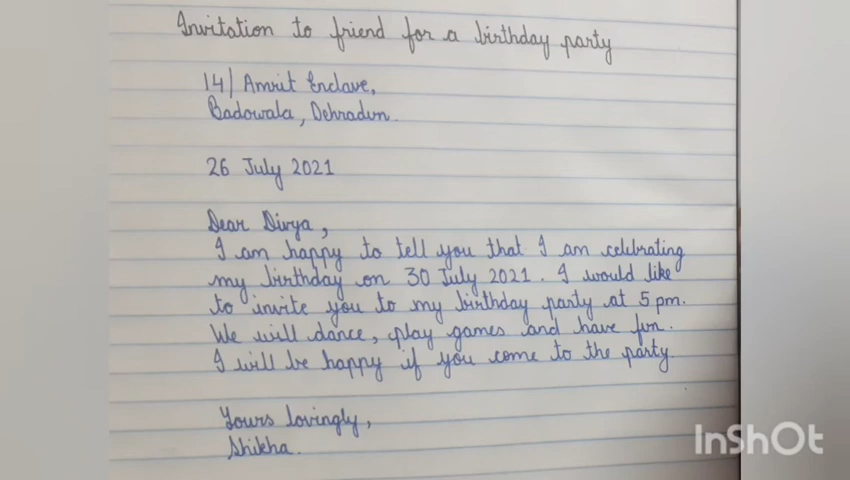 Invitation to friend for a birthday party
14/ Amrit Enclave,
Badowala, Dehradun.
26 July 2021
Dear Divya,
I am happy to tell you that I am celebrating
my birthday on 30 July 2021. I would like
to invite you to my birthday party at 5 pm.
We will dance, play games and have fun.
I will be happy if you come to the party
Yours lovingly,
Shikha.
InShOt